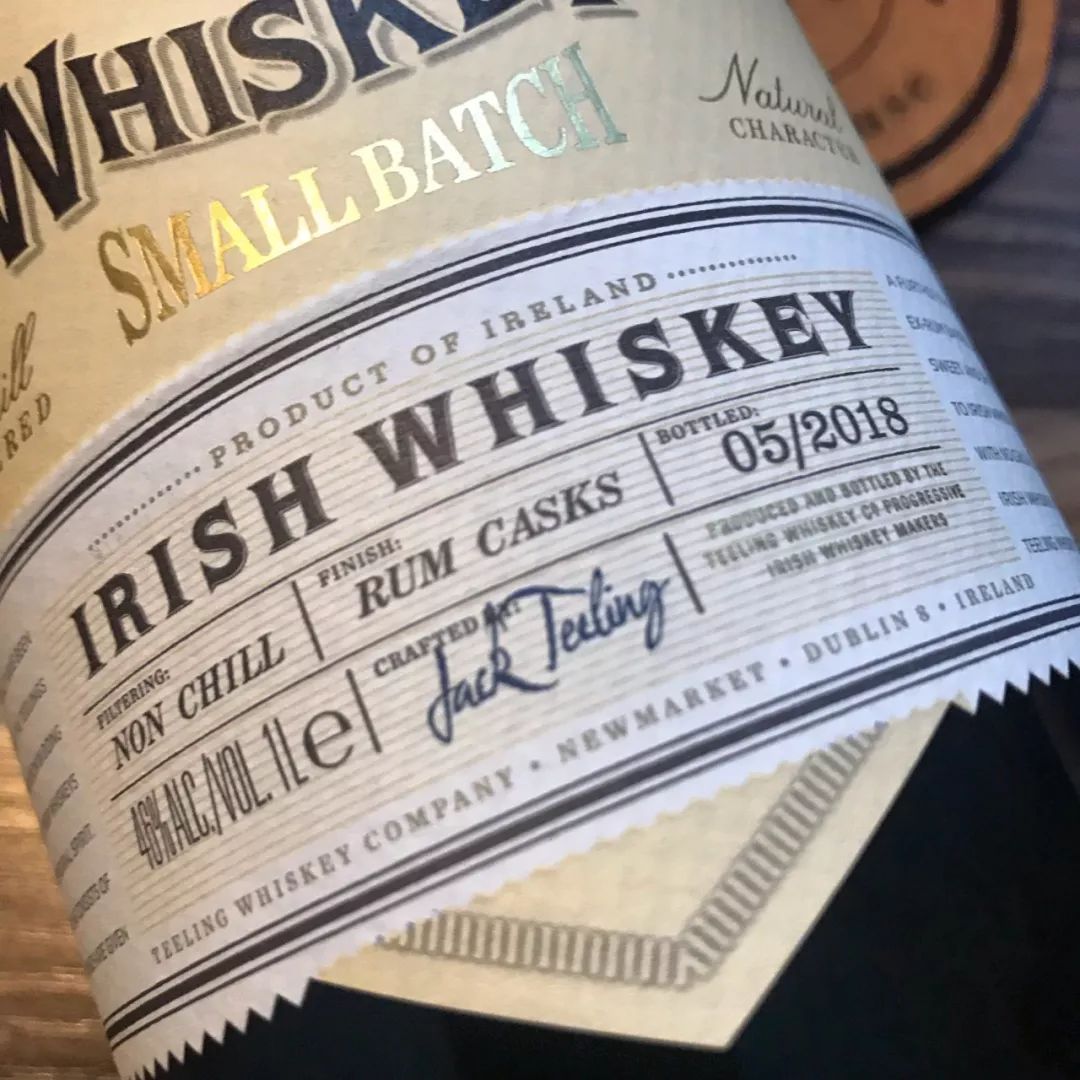 WHISKEY
SMALL BATCH
Natural
CHARACTER
PRODUCT OF IRELAND
IRISH WHISKEY
FILTERING:
NON CHILL
FINISH:
RUM CASKS
BOTTLED:
05/2018
46% ALC./VOL. 1L e
CRAFTED BY:
Jack Teeling
PRODUCED AND BOTTLED BY THE
TEELING WHISKEY CO PROGRESSIVE
IRISH WHISKEY MAKERS
TEELING WHISKEY COMPANY • NEWMARKET • DUBLIN 8 • IRELAND